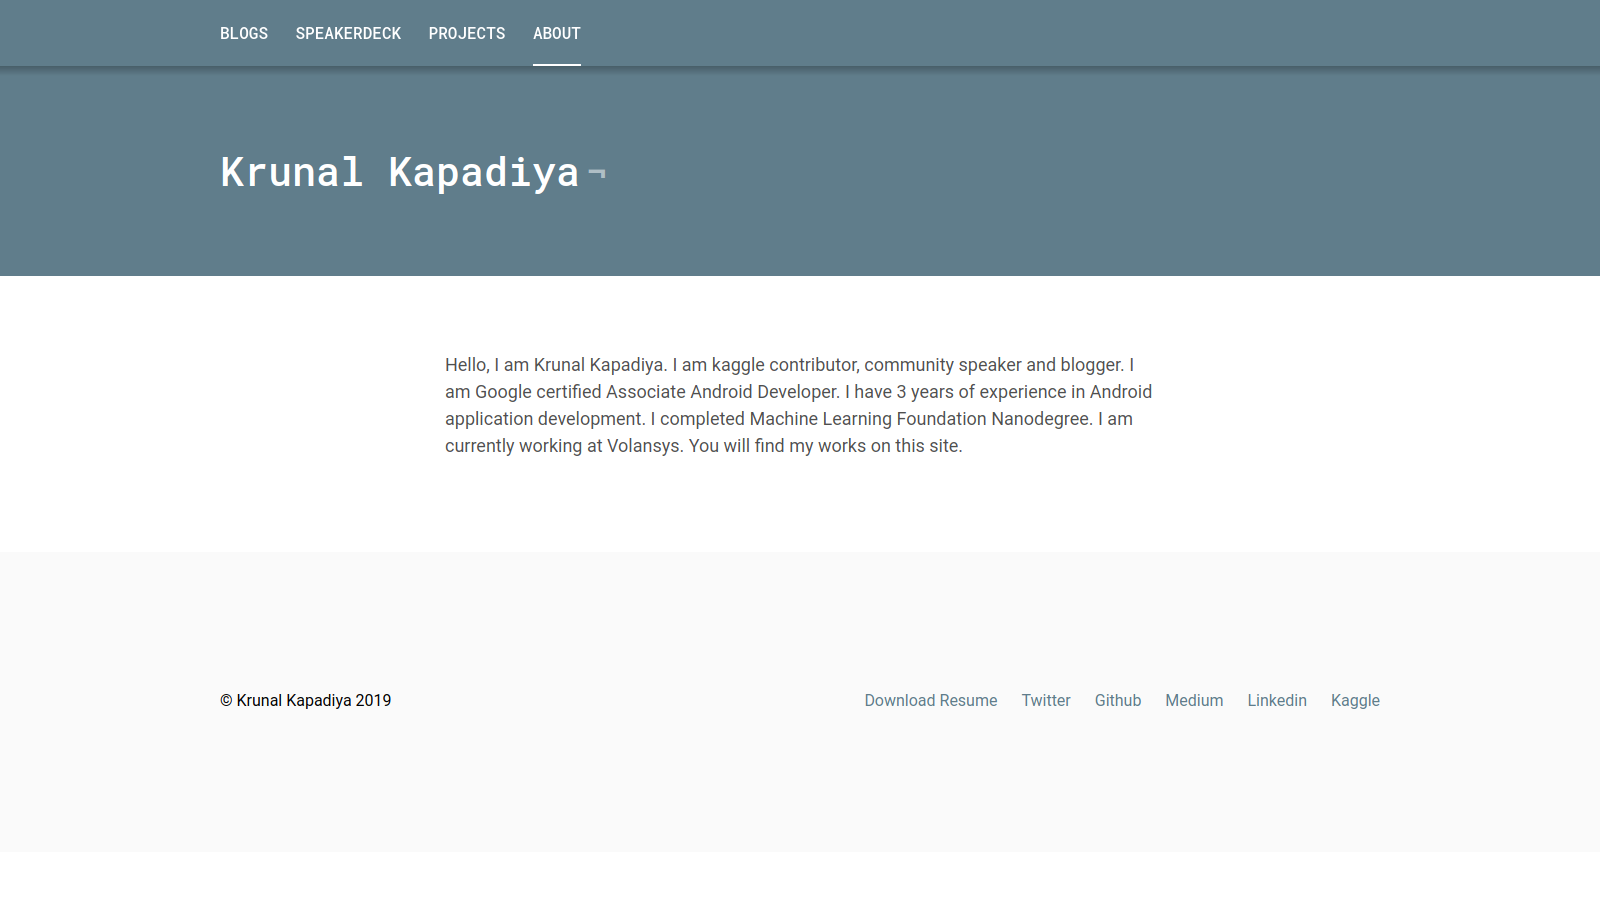 BLOGS SPEAKERDECK PROJECTS ABOUT
Krunal Kapadiya ¬
Hello, I am Krunal Kapadiya. I am kaggle contributor, community speaker and blogger. I
am Google certified Associate Android Developer. I have 3 years of experience in Android
application development. I completed Machine Learning Foundation Nanodegree. I am
currently working at Volansys. You will find my works on this site.
© Krunal Kapadiya 2019 Download Resume Twitter Github Medium Linkedin Kaggle